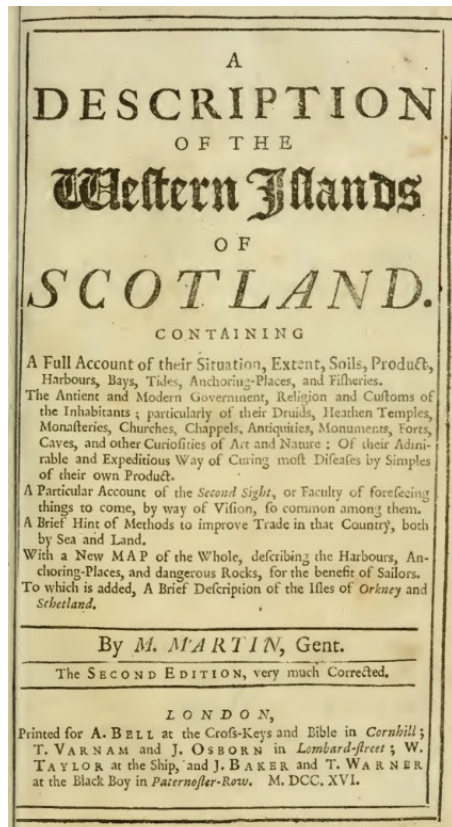 A
DESCRIPTION
OF THE
Weſtern Iſlands
OF
SCOTLAND.
CONTAINING
A Full Account of their Situation, Extent, Soils, Product,
Harbours, Bays, Tides, Anchoring-Places, and Fiſheries.
The Antient and Modern Government, Religion and Cuſtoms of
the Inhabitants ; particularly of their Druids, Heathen Temples,
Monaſteries, Churches, Chappels, Antiquities, Monuments, Forts,
Caves, and other Curioſities of Art and Nature : Of their Admi-
rable and Expeditious Way of Curing moſt Diſeaſes by Simples
of their own Product.
A Particular Account of the Second Sight, or Faculty of foreſeeing
things to come, by way of Viſion, ſo common among them.
A Brief Hint of Methods to improve Trade in that Country, both
by Sea and Land.
With a New MAP of the Whole, deſcribing the Harbours, An-
choring-Places, and dangerous Rocks, for the benefit of Sailors.
To which is added, A Brief Deſcription of the Iſles of Orkney and
Schetland.
By M. MARTIN, Gent.
The SECOND EDITION, very much Corrected.
LONDON,
Printed for A. BELL at the Croſs-Keys and Bible in Cornhill ;
T. VARNAM and J. OSBORN in Lombard-ſtreet ; W.
TAYLOR at the Ship, and J. BAKER and T. WARNER
at the Black Boy in Paternoſter-Row. M. DCC. XVI.